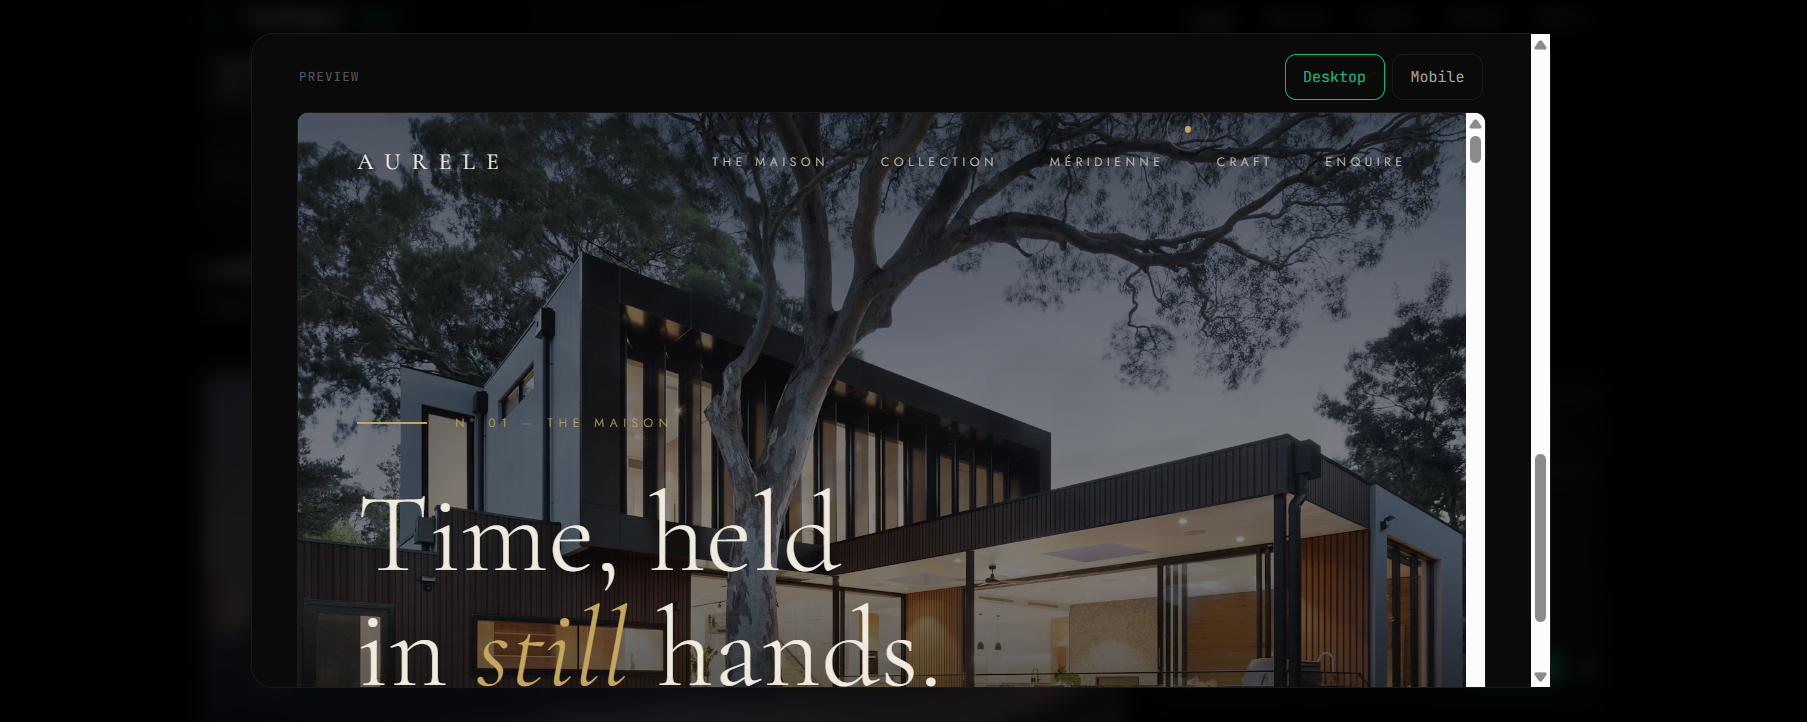 PREVIEW
Desktop
Mobile
AURELE
THE MAISON
COLLECTION
MÉRIDIENNE
CRAFT
ENQUIRE
N° 01 — THE MAISON
Time, held
in still hands.